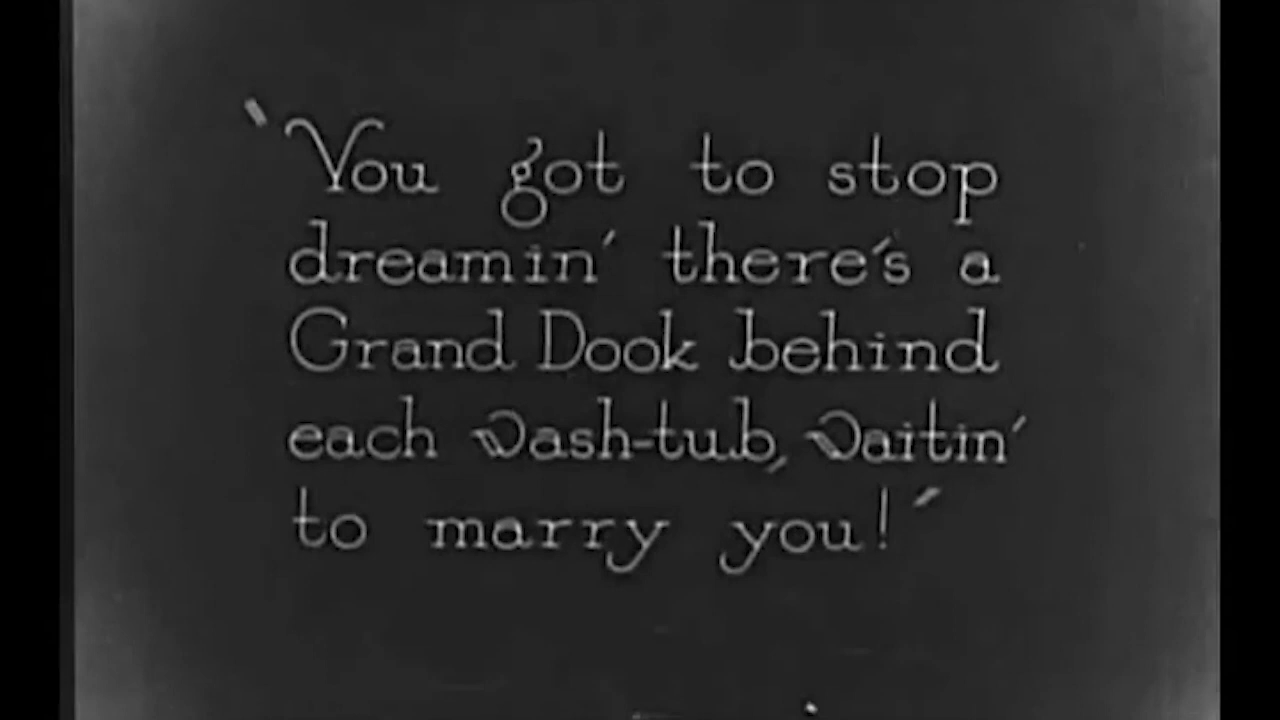 "You got to stop
dreamin' there's a
Grand Dook behind
each wash-tub, waitin'
to marry you!"